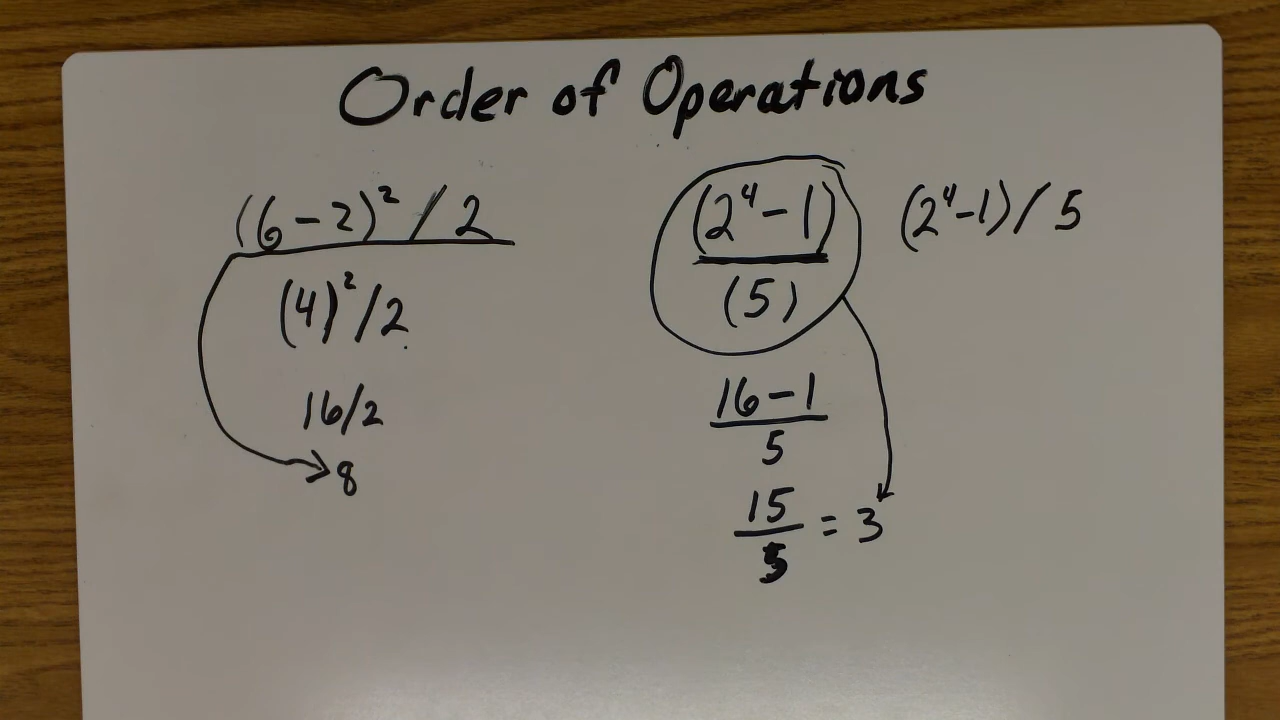 Order of Operations
(6-2)² / 2
(4)² / 2
16/2
8
(2⁴-1)
(5)
16-1
5
15
5
= 3
(2⁴-1) / 5